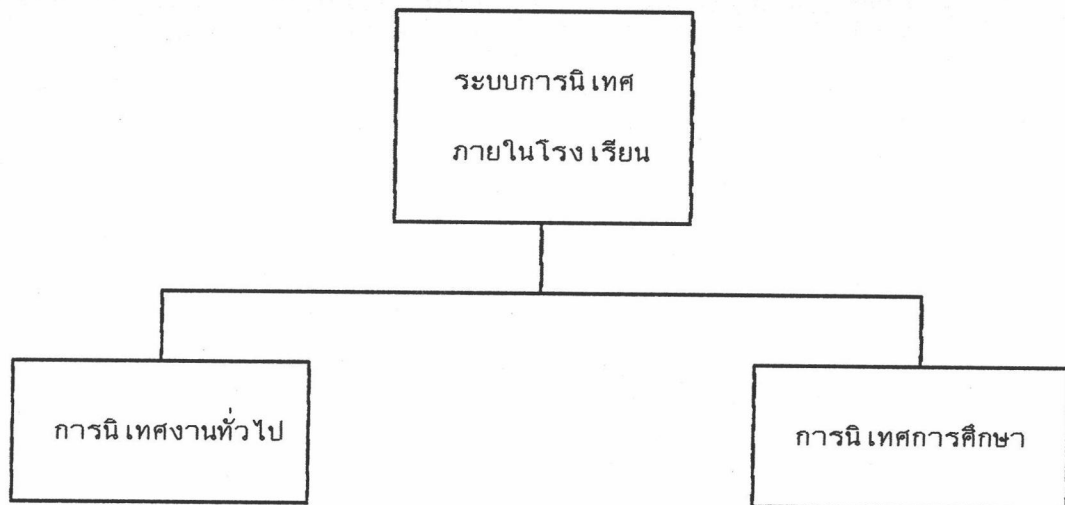 ระบบการนิเทศ
ภายในโรงเรียน
การนิเทศงานทั่วไป
การนิเทศการศึกษา